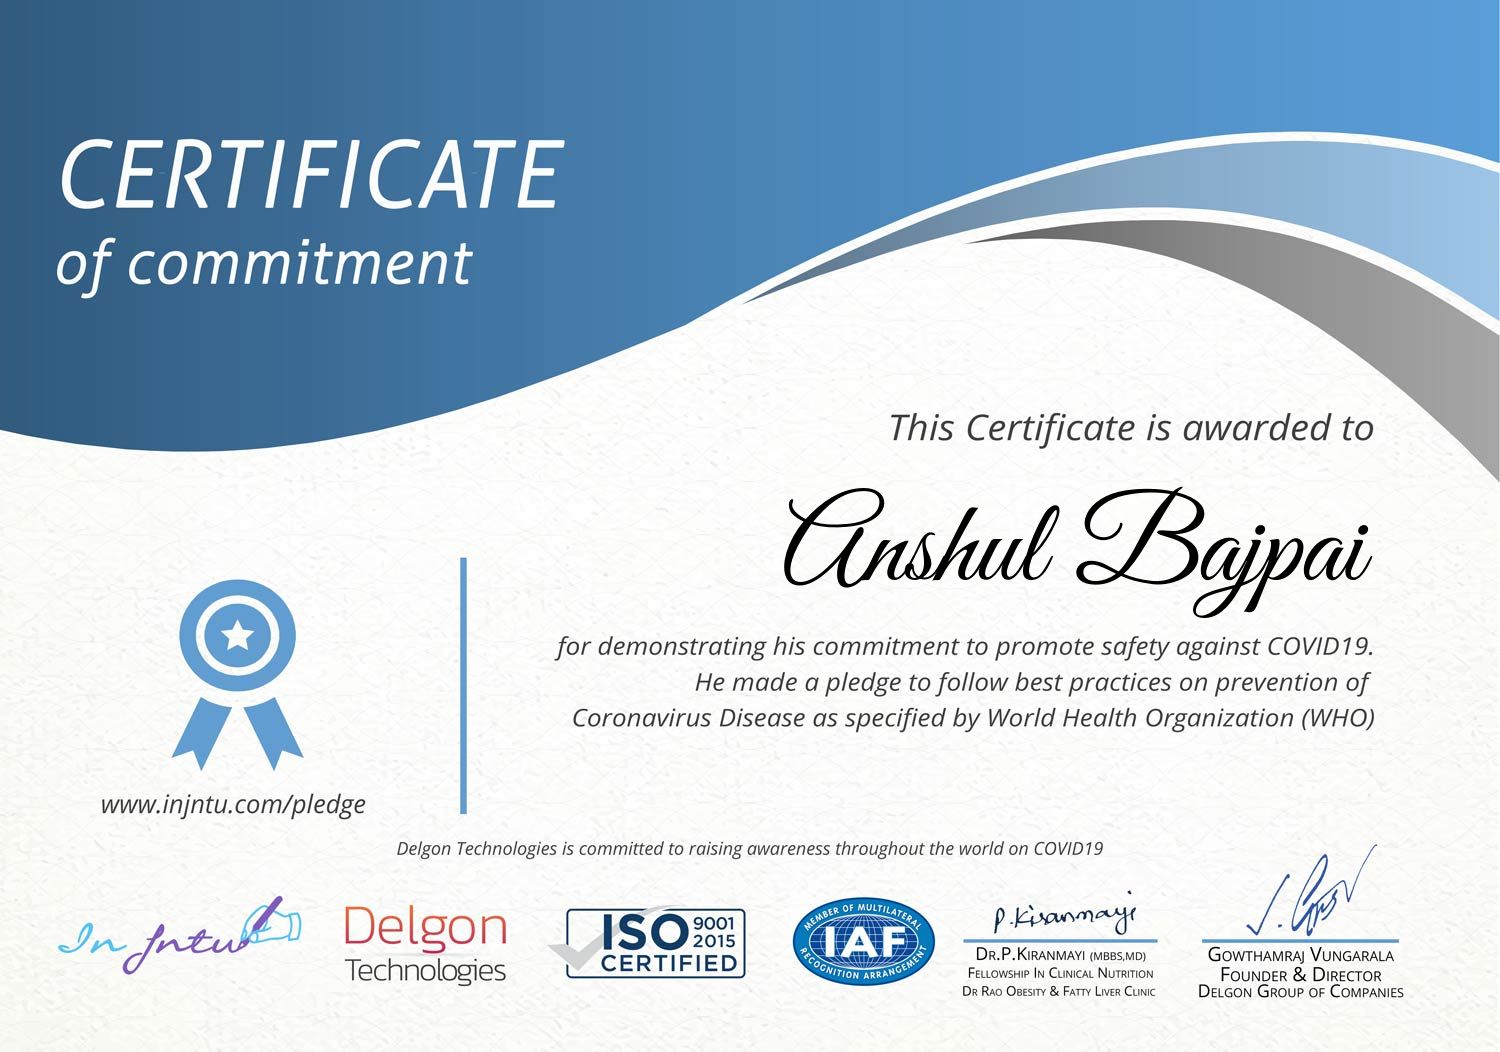 CERTIFICATE
of commitment
This Certificate is awarded to
Anshul Bajpai
for demonstrating his commitment to promote safety against COVID19.
He made a pledge to follow best practices on prevention of
Coronavirus Disease as specified by World Health Organization (WHO)
www.injntu.com/pledge
Delgon Technologies is committed to raising awareness throughout the world on COVID19
In Jntu
Delgon
Technologies
ISO 9001
2015
CERTIFIED
MEMBER OF MULTILATERAL
IAF
RECOGNITION ARRANGEMENT
P.Kiranmayi
DR.P.KIRANMAYI (MBBS,MD)
FELLOWSHIP IN CLINICAL NUTRITION
DR RAO OBESITY & FATTY LIVER CLINIC
GOWTHAMRAJ VUNGARALA
FOUNDER & DIRECTOR
DELGON GROUP OF COMPANIES